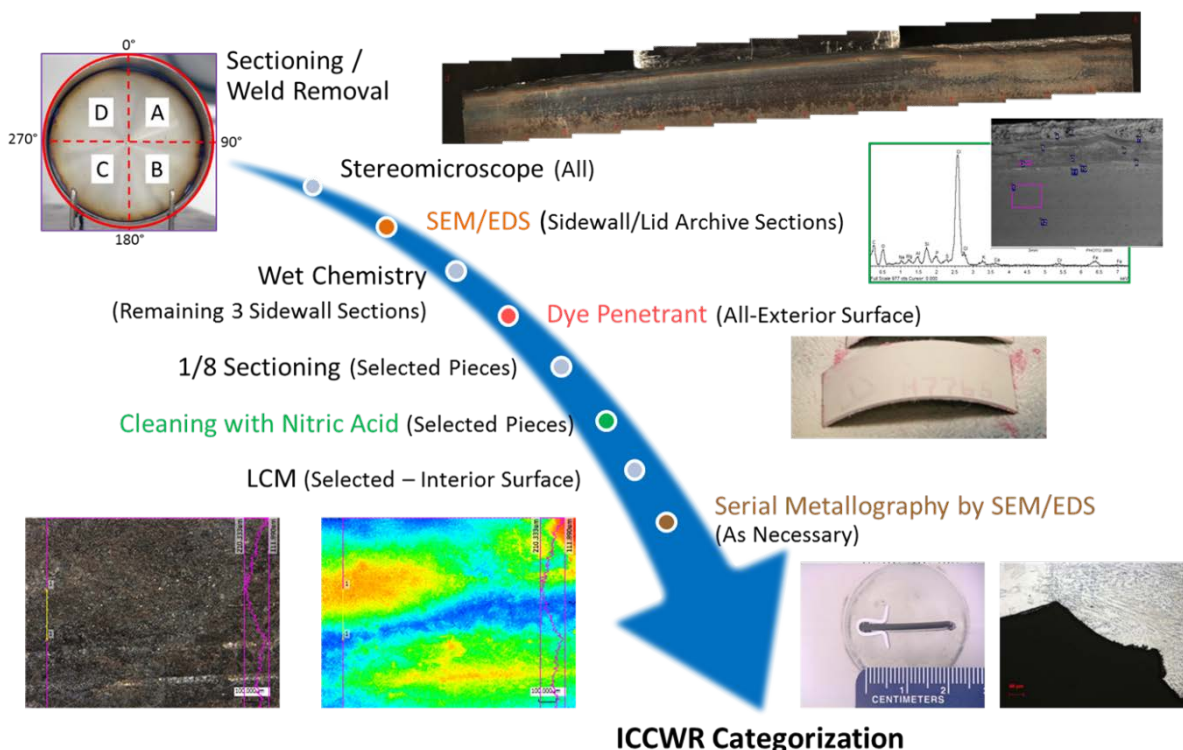 0°
Sectioning /
Weld Removal
D A
270° 90°
C B
180°
Stereomicroscope (All)
SEM/EDS (Sidewall/Lid Archive Sections)
Wet Chemistry
(Remaining 3 Sidewall Sections)
Dye Penetrant (All-Exterior Surface)
1/8 Sectioning (Selected Pieces)
Cleaning with Nitric Acid (Selected Pieces)
LCM (Selected – Interior Surface)
Serial Metallography by SEM/EDS
(As Necessary)
1 2
CENTIMETERS
ICCWR Categorization